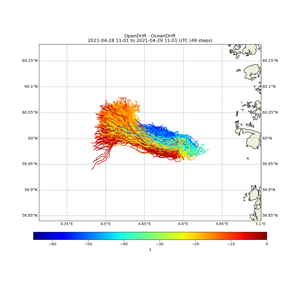 OpenDrift - OceanDrift
2021-04-28 11:01 to 2021-04-29 11:01 UTC (49 steps)
60.15°N 60.15°N
60.1°N 60.1°N
60.05°N 60.05°N
60°N 60°N
59.95°N 59.95°N
59.9°N 59.9°N
59.85°N 59.85°N
4.35°E 4.5°E 4.65°E 4.8°E 4.95°E 5.1°E
−60 −50 −40 −30 −20 −10 0
z